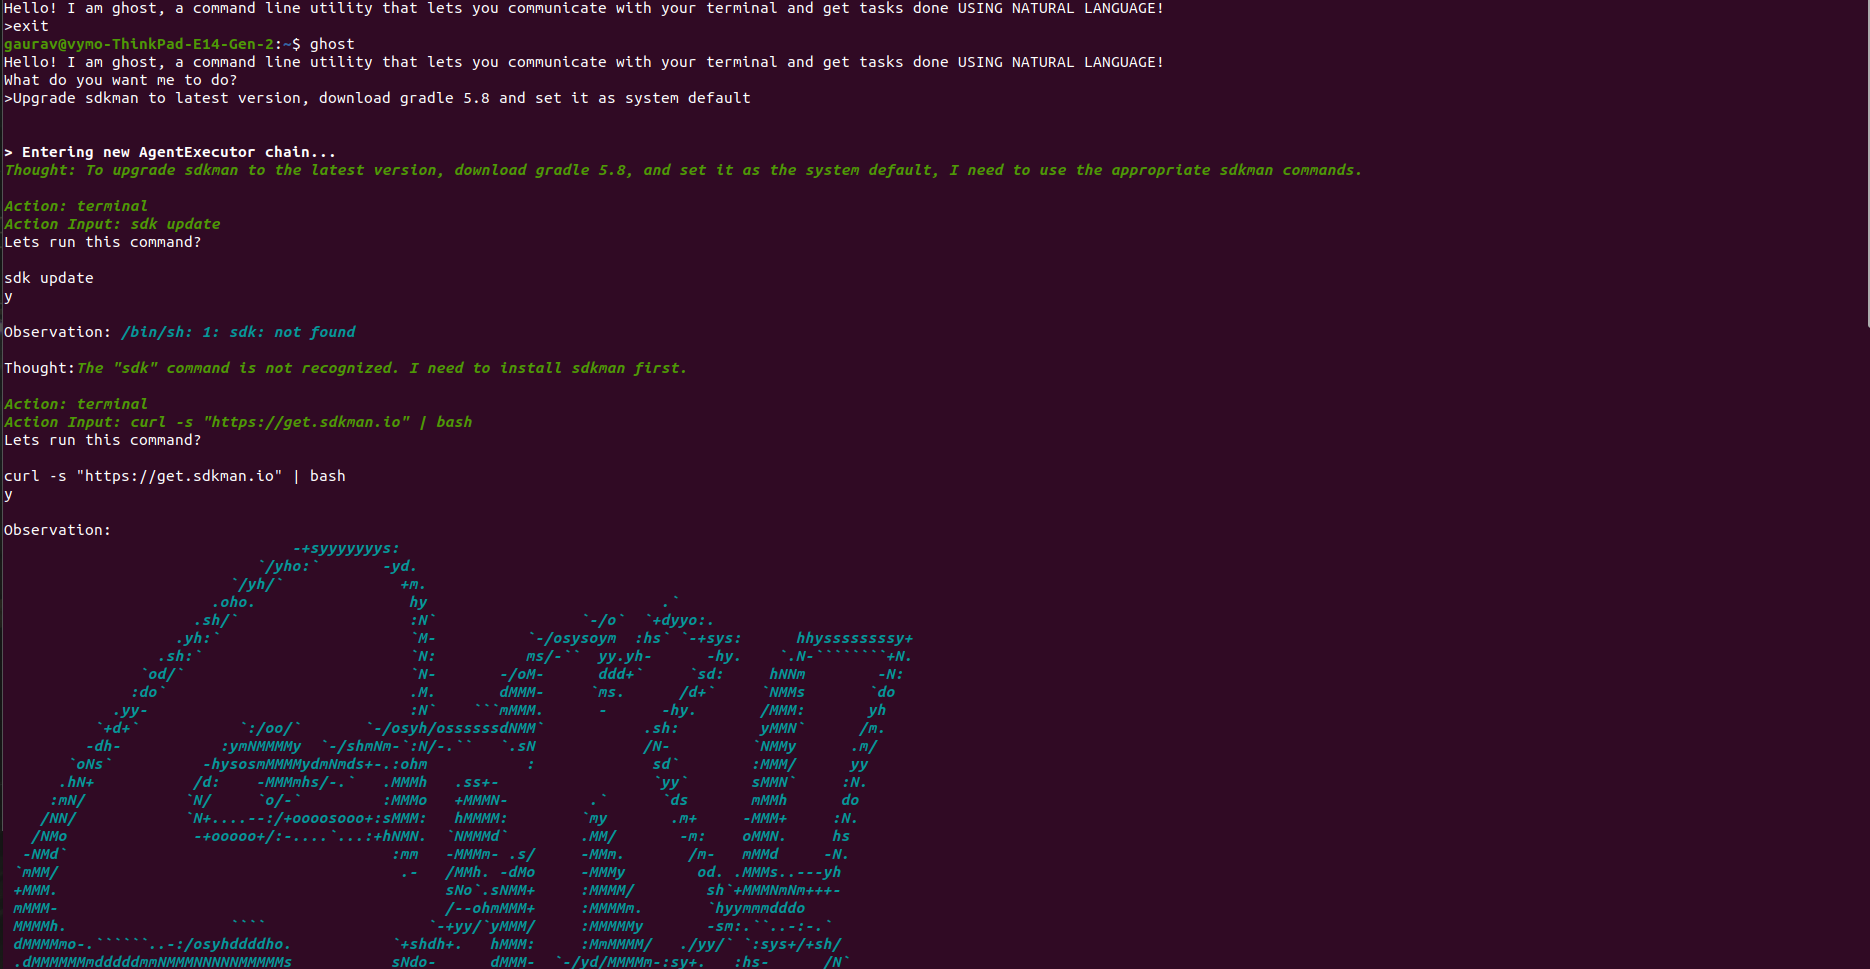 Hello! I am ghost, a command line utility that lets you communicate with your terminal and get tasks done USING NATURAL LANGUAGE!
>exit
gaurav@vymo-ThinkPad-E14-Gen-2:~$ ghost
Hello! I am ghost, a command line utility that lets you communicate with your terminal and get tasks done USING NATURAL LANGUAGE!
What do you want me to do?
>Upgrade sdkman to latest version, download gradle 5.8 and set it as system default
> Entering new AgentExecutor chain...
Thought: To upgrade sdkman to the latest version, download gradle 5.8, and set it as the system default, I need to use the appropriate sdkman commands.
Action: terminal
Action Input: sdk update
Lets run this command?
sdk update
y
Observation: /bin/sh: 1: sdk: not found
Thought:The "sdk" command is not recognized. I need to install sdkman first.
Action: terminal
Action Input: curl -s "https://get.sdkman.io" | bash
Lets run this command?
curl -s "https://get.sdkman.io" | bash
y
Observation: